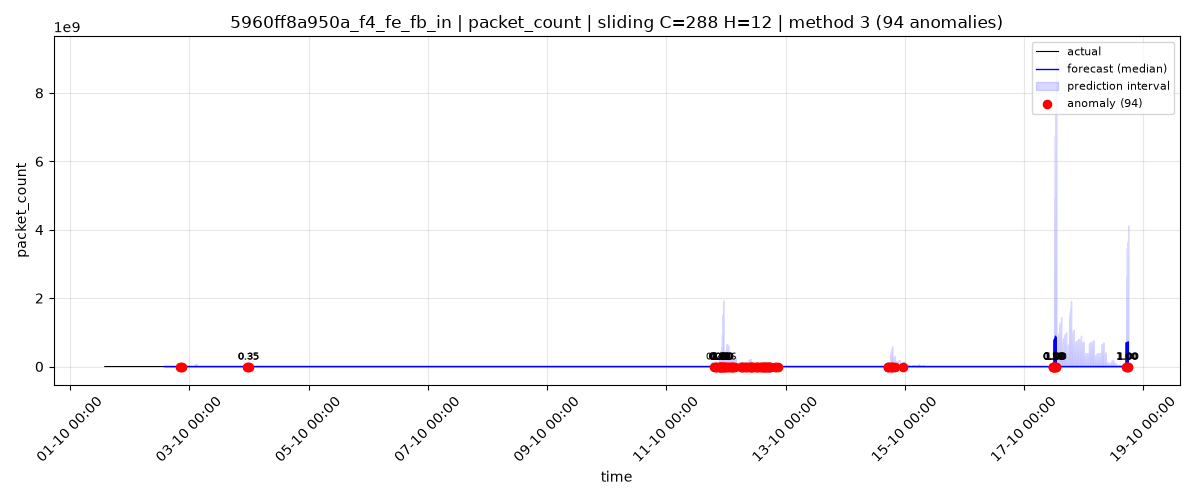 5960ff8a950a_f4_fe_fb_in | packet_count | sliding C=288 H=12 | method 3 (94 anomalies)
1e9
actual
forecast (median)
prediction interval
anomaly (94)
8
6
4
2
0
packet_count
0.35
1.00
01-10 00:00
03-10 00:00
05-10 00:00
07-10 00:00
09-10 00:00
11-10 00:00
13-10 00:00
15-10 00:00
17-10 00:00
19-10 00:00
time